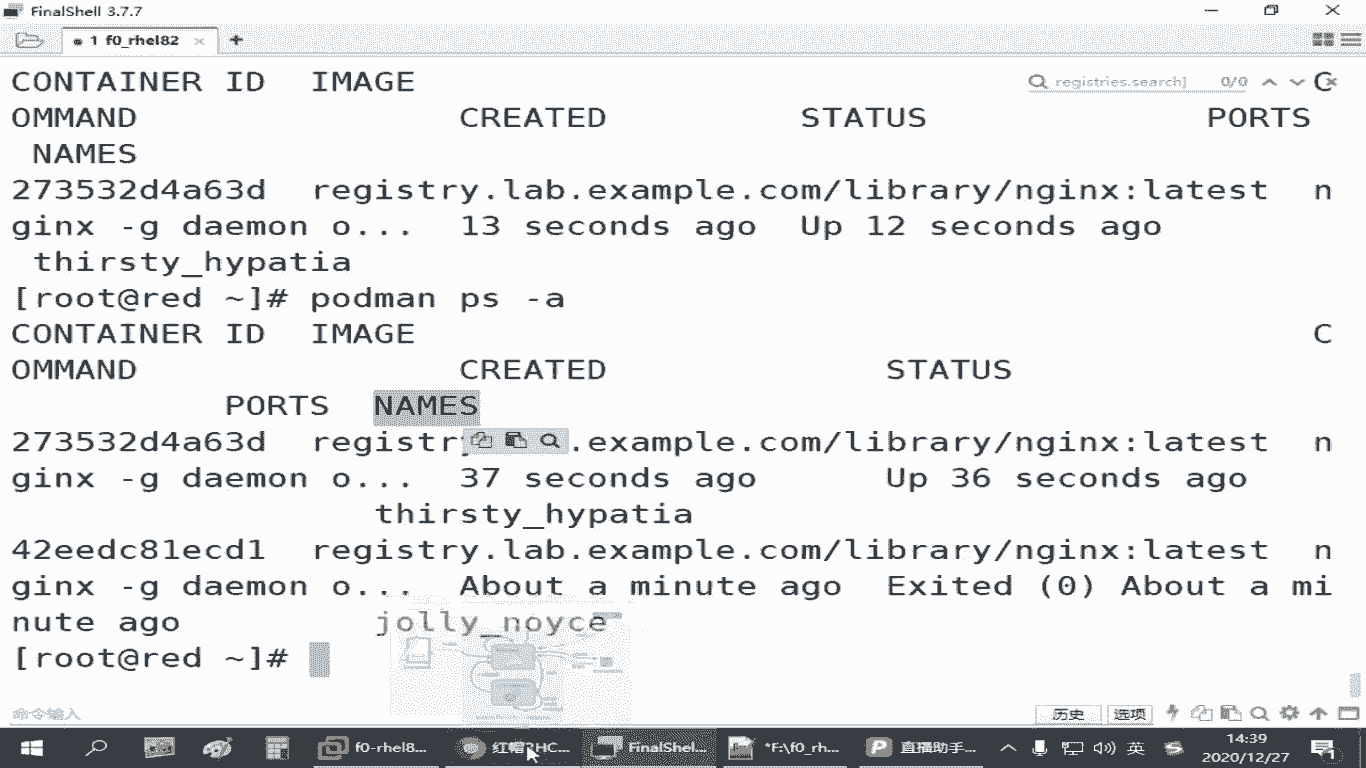 FinalShell 3.7.7
1 f0_rhel82
registries.search] 0/0
CONTAINER ID  IMAGE  C
OMMAND  CREATED  STATUS  PORTS
NAMES
273532d4a63d  registry.lab.example.com/library/nginx:latest  n
ginx -g daemon o...  13 seconds ago  Up 12 seconds ago
thirsty_hypatia
[root@red ~]# podman ps -a
CONTAINER ID  IMAGE  C
OMMAND  CREATED  STATUS
PORTS  NAMES
273532d4a63d  registry .example.com/library/nginx:latest  n
ginx -g daemon o...  37 seconds ago  Up 36 seconds ago
thirsty_hypatia
42eedc81ecd1  registry.lab.example.com/library/nginx:latest  n
ginx -g daemon o...  About a minute ago  Exited (0) About a mi
nute ago  jolly_noyce
[root@red ~]#
命令输入 历史 选项
f0-rhel8... 红帽 HC... FinalShel... *F:\f0_rh... 直播助手... 英 14:39
2020/12/27 1